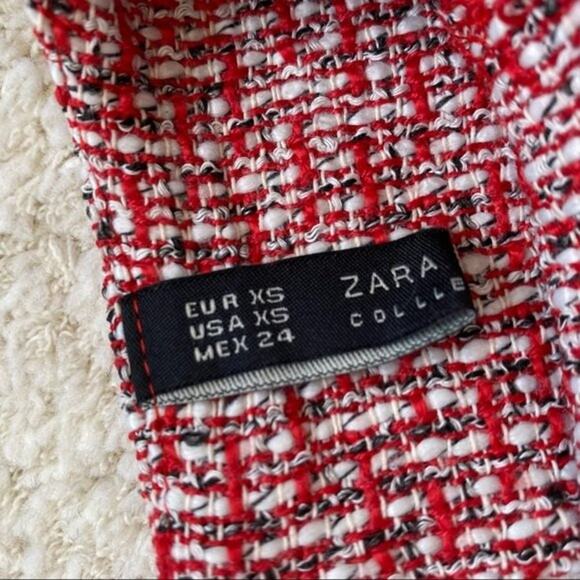 EUR XS
USA XS
MEX 24
ZARA
COLLE